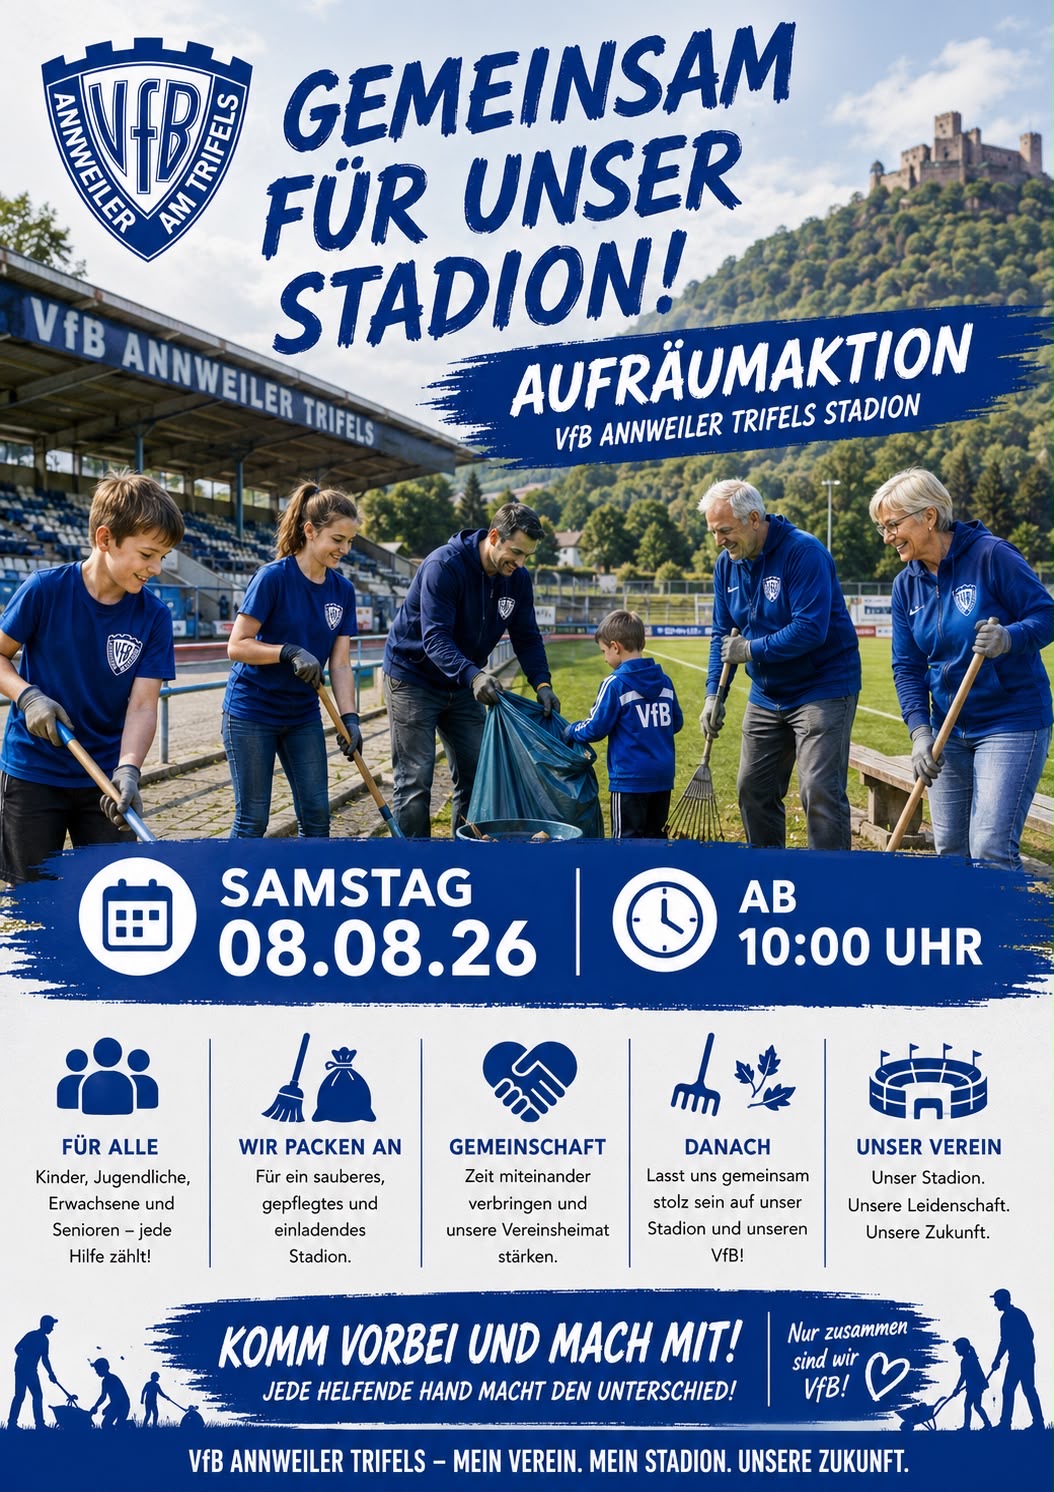 VfB
ANNWEILER
AM TRIFELS
GEMEINSAM
FÜR UNSER
STADION!
VfB ANNWEILER TRIFELS
AUFRÄUMAKTION
VfB ANNWEILER TRIFELS STADION
VfB
SAMSTAG
08.08.26
AB
10:00 UHR
FÜR ALLE
Kinder, Jugendliche,
Erwachsene und
Senioren – jede
Hilfe zählt!
WIR PACKEN AN
Für ein sauberes,
gepflegtes und
einladendes
Stadion.
GEMEINSCHAFT
Zeit miteinander
verbringen und
unsere Vereinsheimat
stärken.
DANACH
Lasst uns gemeinsam
stolz sein auf unser
Stadion und unseren
VfB!
UNSER VEREIN
Unser Stadion.
Unsere Leidenschaft.
Unsere Zukunft.
KOMM VORBEI UND MACH MIT!
JEDE HELFENDE HAND MACHT DEN UNTERSCHIED!
Nur zusammen
sind wir
VfB!
VfB ANNWEILER TRIFELS – MEIN VEREIN. MEIN STADION. UNSERE ZUKUNFT.